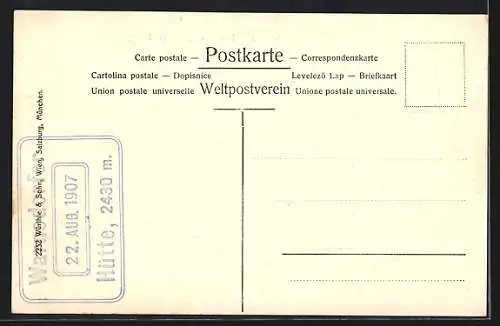 Carte postale — Postkarte — Correspondenzkarte
Cartolina postale — Dopisnice Levelező Lap — Briefkaart
Union postale universelle Weltpostverein Unione postale universale.
2232 Würthle & Sohn, Wien, Salzburg, München.
22. AUG. 1907
Hütte, 2430 m.